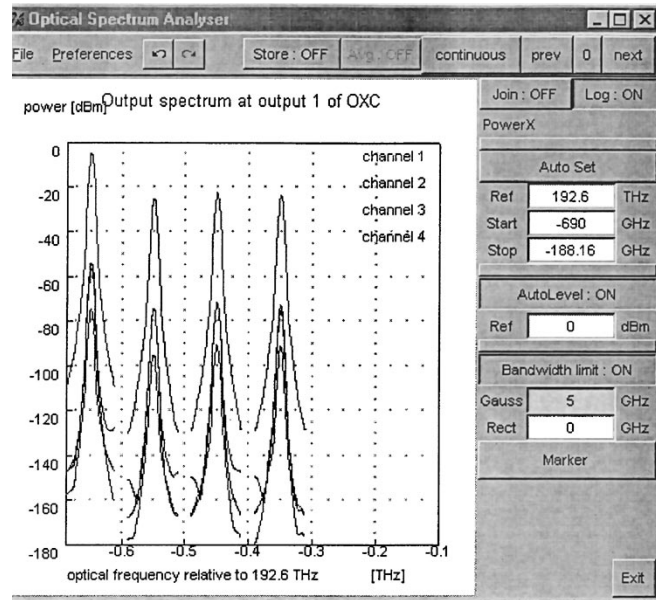 Optical Spectrum Analyser
File Preferences Store : OFF Avg : OFF continuous prev 0 next
power [dBm] Output spectrum at output 1 of OXC
channel 1
channel 2
channel 3
channel 4
0
-20
-40
-60
-80
-100
-120
-140
-160
-180
-0.6 -0.5 -0.4 -0.3 -0.2 -0.1
optical frequency relative to 192.6 THz [THz]
Join : OFF Log : ON
PowerX
Auto Set
Ref 192.6 THz
Start -690 GHz
Stop -188.16 GHz
AutoLevel : ON
Ref 0 dBm
Bandwidth limit : ON
Gauss 5 GHz
Rect 0 GHz
Marker
Exit